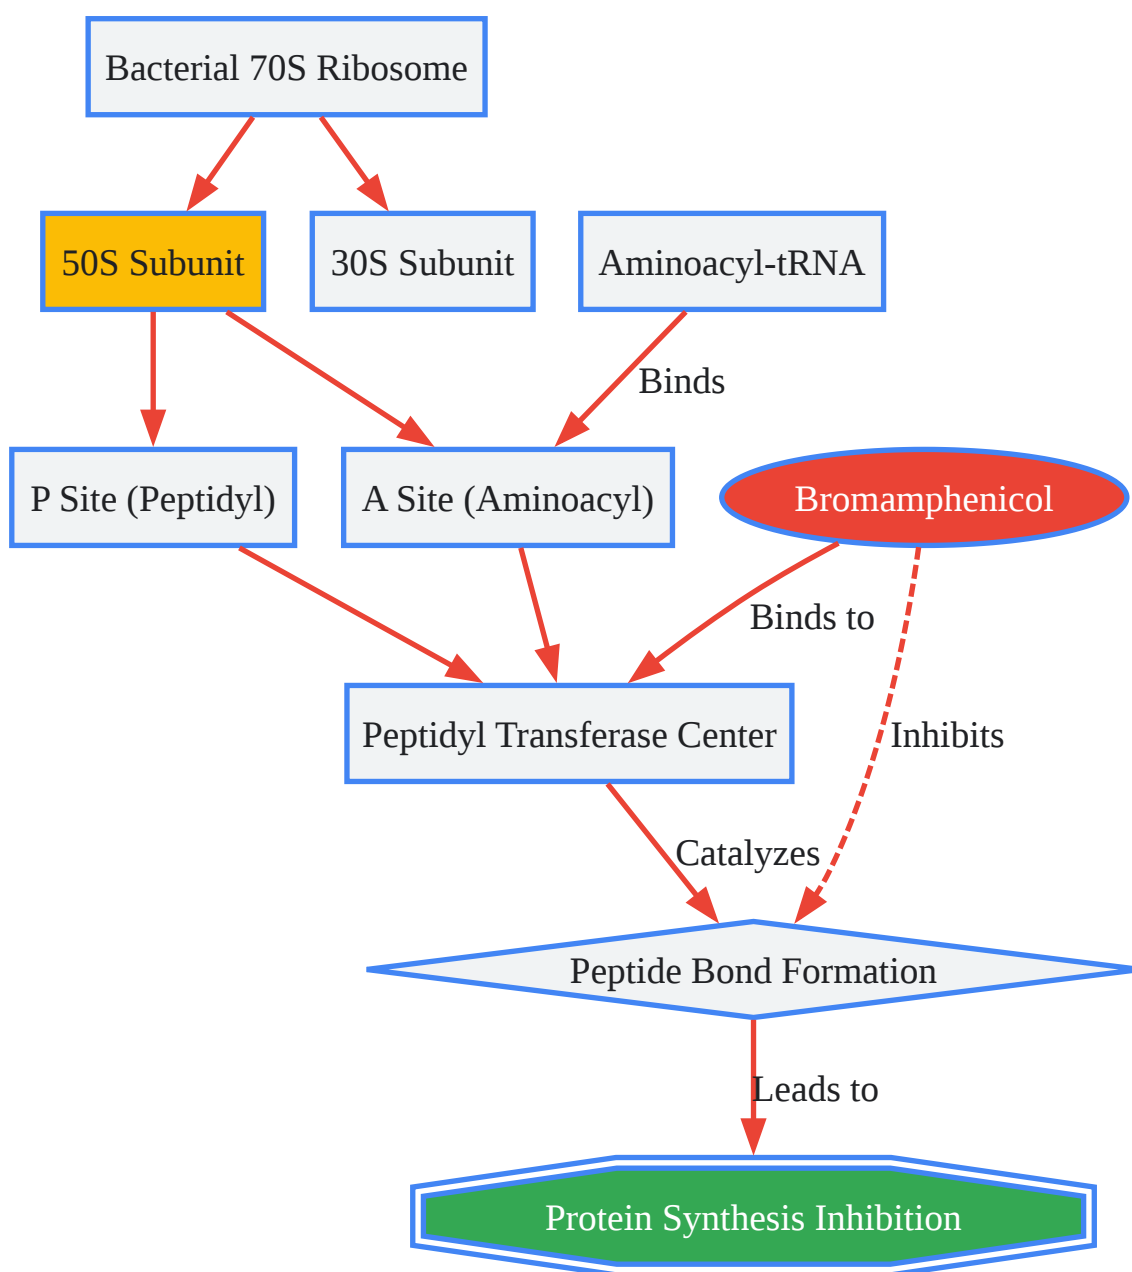 Bacterial 70S Ribosome
50S Subunit
30S Subunit
Aminoacyl-tRNA
Binds
P Site (Peptidyl)
A Site (Aminoacyl)
Bromamphenicol
Binds to
Peptidyl Transferase Center
Inhibits
Catalyzes
Peptide Bond Formation
Leads to
Protein Synthesis Inhibition